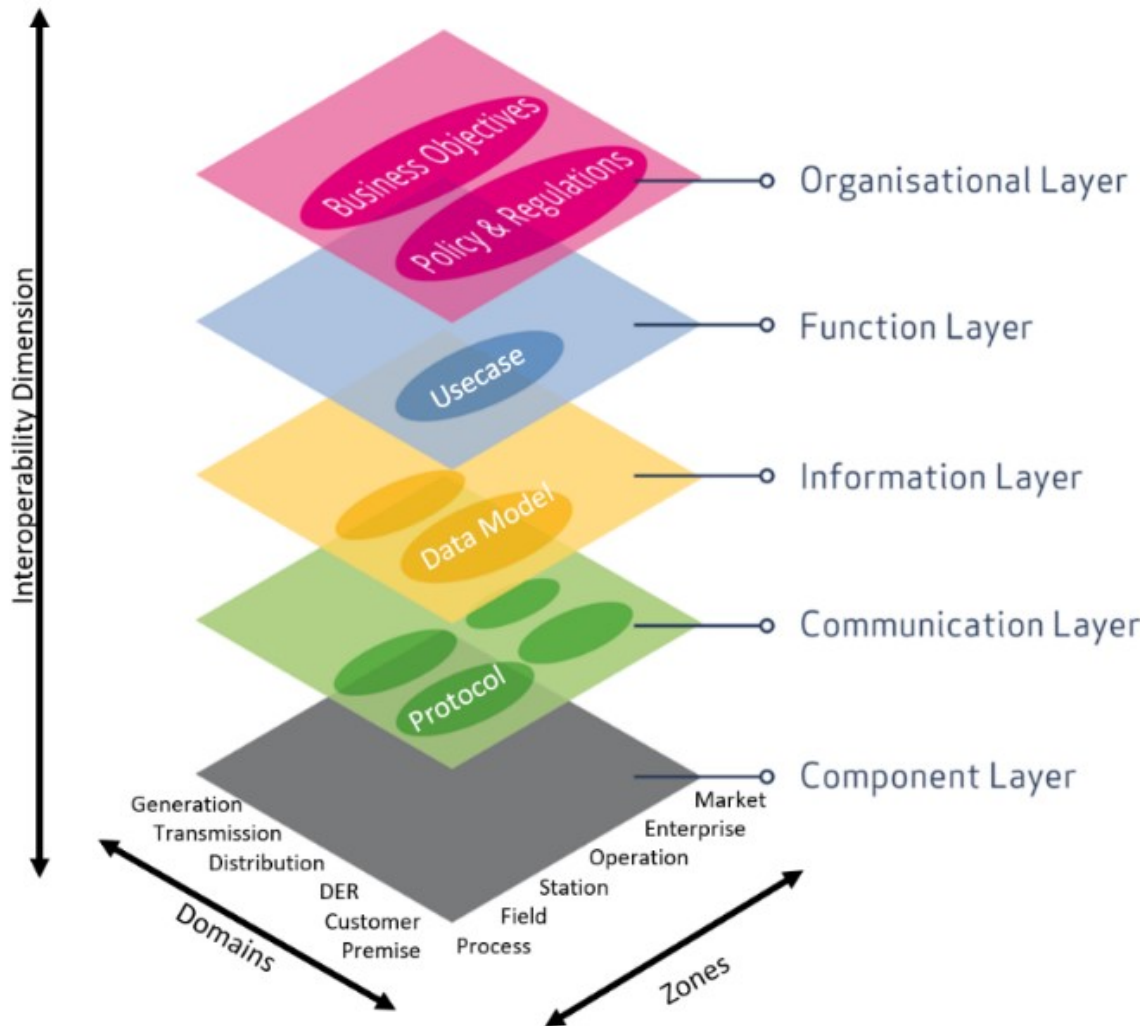 Interoperability Dimension
Business Objectives
Policy & Regulations
Organisational Layer
Usecase
Function Layer
Data Model
Information Layer
Protocol
Communication Layer
Component Layer
Generation
Transmission
Distribution
DER
Customer
Premise
Domains
Market
Enterprise
Operation
Station
Field
Process
Zones